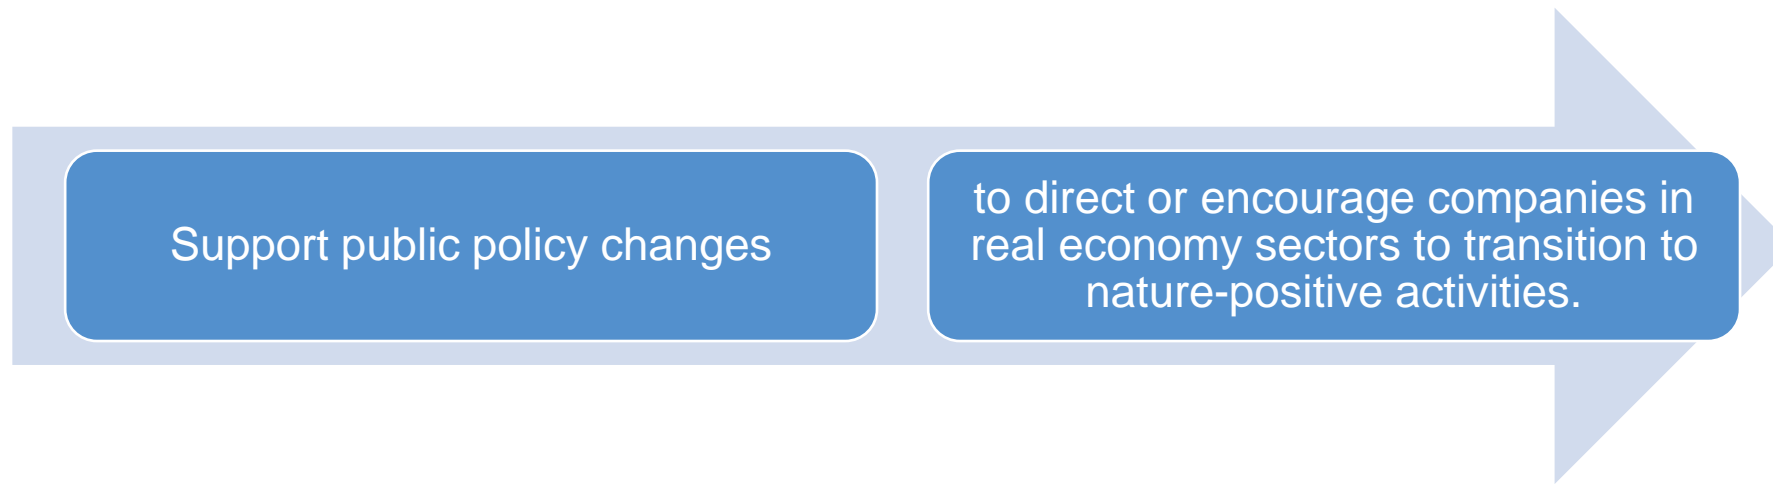 Support public policy changes
to direct or encourage companies in
real economy sectors to transition to
nature-positive activities.